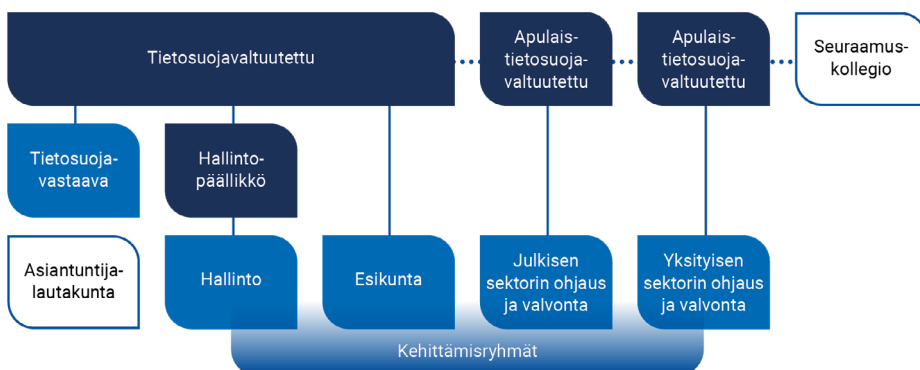 Tietosuojavaltuutettu
Apulais-
tietosuoja-
valtuutettu
Apulais-
tietosuoja-
valtuutettu
Seuraamus-
kollegio
Tietosuoja-
vastaava
Hallinto-
päällikkö
Asiantuntija-
lautakunta
Hallinto
Esikunta
Julkisen
sektorin ohjaus
ja valvonta
Yksityisen
sektorin ohjaus
ja valvonta
Kehittämisryhmät